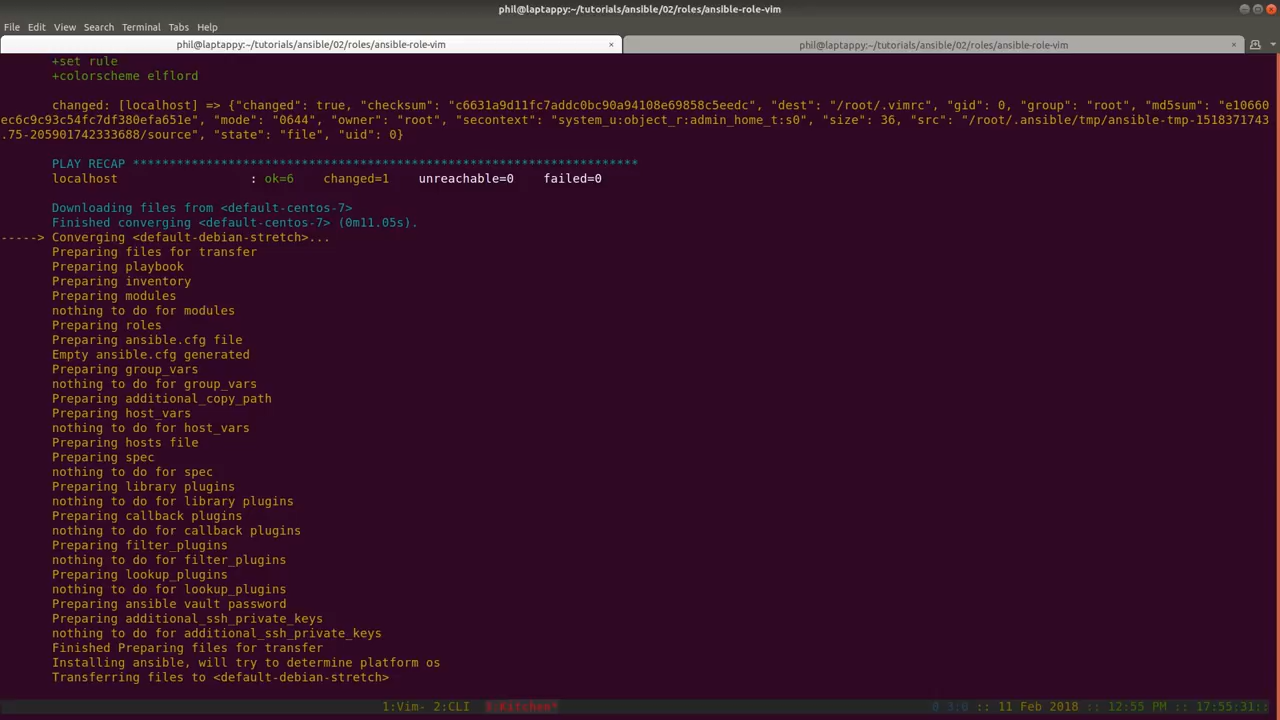 phil@laptappy:~/tutorials/ansible/02/roles/ansible-role-vim
File Edit View Search Terminal Tabs Help
phil@laptappy:~/tutorials/ansible/02/roles/ansible-role-vim × phil@laptappy:~/tutorials/ansible/02/roles/ansible-role-vim ×
+set rule
+colorscheme elflord
changed: [localhost] => {"changed": true, "checksum": "c6631a9d11fc7addc0bc90a94108e69858c5eedc", "dest": "/root/.vimrc", "gid": 0, "group": "root", "md5sum": "e10660
ec6c9c93c54fc7df380efa651e", "mode": "0644", "owner": "root", "secontext": "system_u:object_r:admin_home_t:s0", "size": 36, "src": "/root/.ansible/tmp/ansible-tmp-1518371743
.75-205901742333688/source", "state": "file", "uid": 0}
PLAY RECAP *********************************************************************
localhost : ok=6 changed=1 unreachable=0 failed=0
Downloading files from <default-centos-7>
Finished converging <default-centos-7> (0m11.05s).
-----> Converging <default-debian-stretch>...
Preparing files for transfer
Preparing playbook
Preparing inventory
Preparing modules
nothing to do for modules
Preparing roles
Preparing ansible.cfg file
Empty ansible.cfg generated
Preparing group_vars
nothing to do for group_vars
Preparing additional_copy_path
Preparing host_vars
nothing to do for host_vars
Preparing hosts file
Preparing spec
nothing to do for spec
Preparing library plugins
nothing to do for library plugins
Preparing callback plugins
nothing to do for callback plugins
Preparing filter_plugins
nothing to do for filter_plugins
Preparing lookup_plugins
nothing to do for lookup_plugins
Preparing ansible vault password
Preparing additional_ssh_private_keys
nothing to do for additional_ssh_private_keys
Finished Preparing files for transfer
Installing ansible, will try to determine platform os
Transferring files to <default-debian-stretch>
1:Vim- 2:CLI 3:Kitchen* 0 3:0 :: 11 Feb 2018 :: 12:55 PM :: 17:55:31::